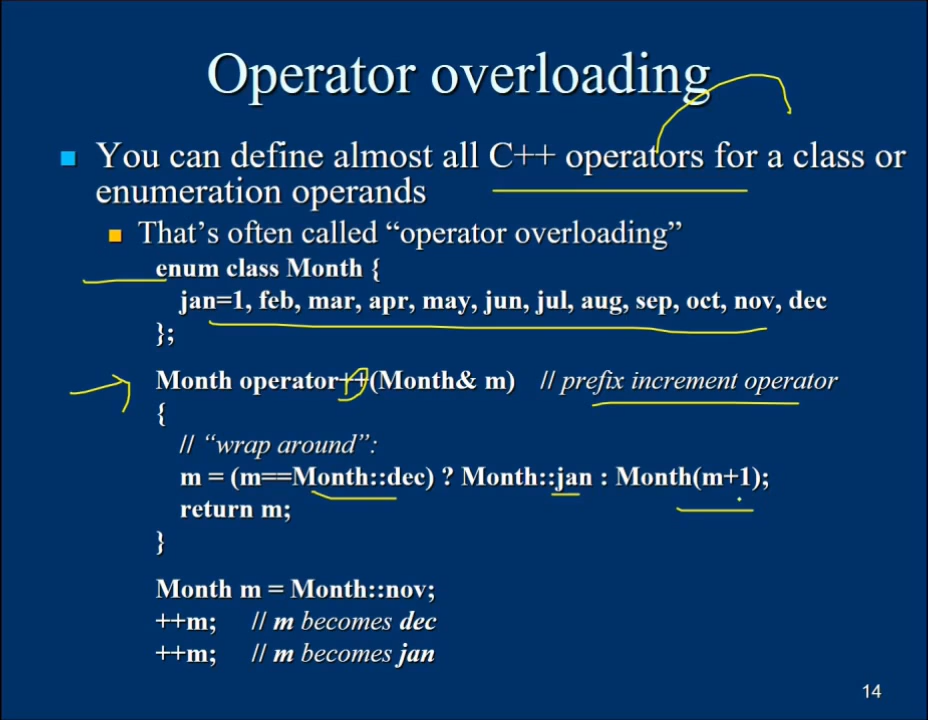 Operator overloading
You can define almost all C++ operators for a class or
enumeration operands
That's often called “operator overloading”
enum class Month {
jan=1, feb, mar, apr, may, jun, jul, aug, sep, oct, nov, dec
};
Month operator++(Month& m) // prefix increment operator
{
// “wrap around”:
m = (m==Month::dec) ? Month::jan : Month(m+1);
return m;
}
Month m = Month::nov;
++m; // m becomes dec
++m; // m becomes jan
14